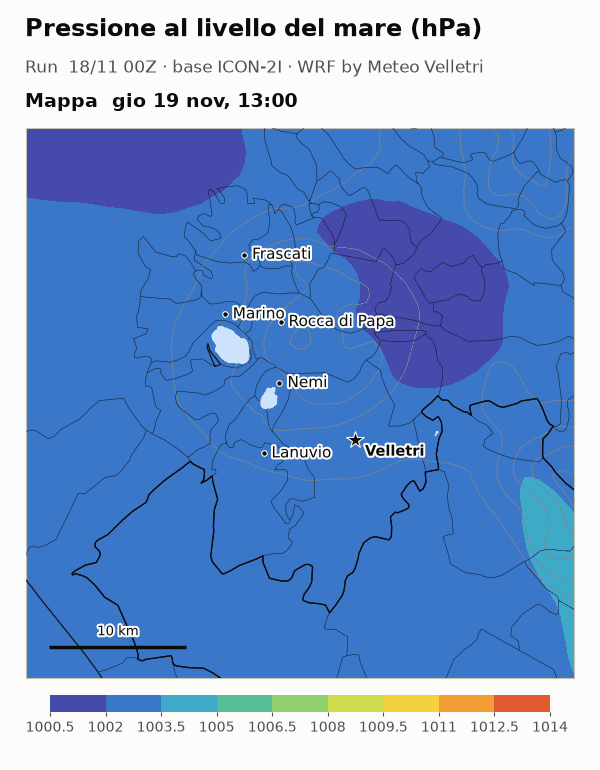 Pressione al livello del mare (hPa)
Run  18/11 00Z · base ICON-2I · WRF by Meteo Velletri
Mappa  gio 19 nov, 13:00
Frascati
Marino
Rocca di Papa
Nemi
Velletri
Lanuvio
10 km
1000.5 1002 1003.5 1005 1006.5 1008 1009.5 1011 1012.5 1014